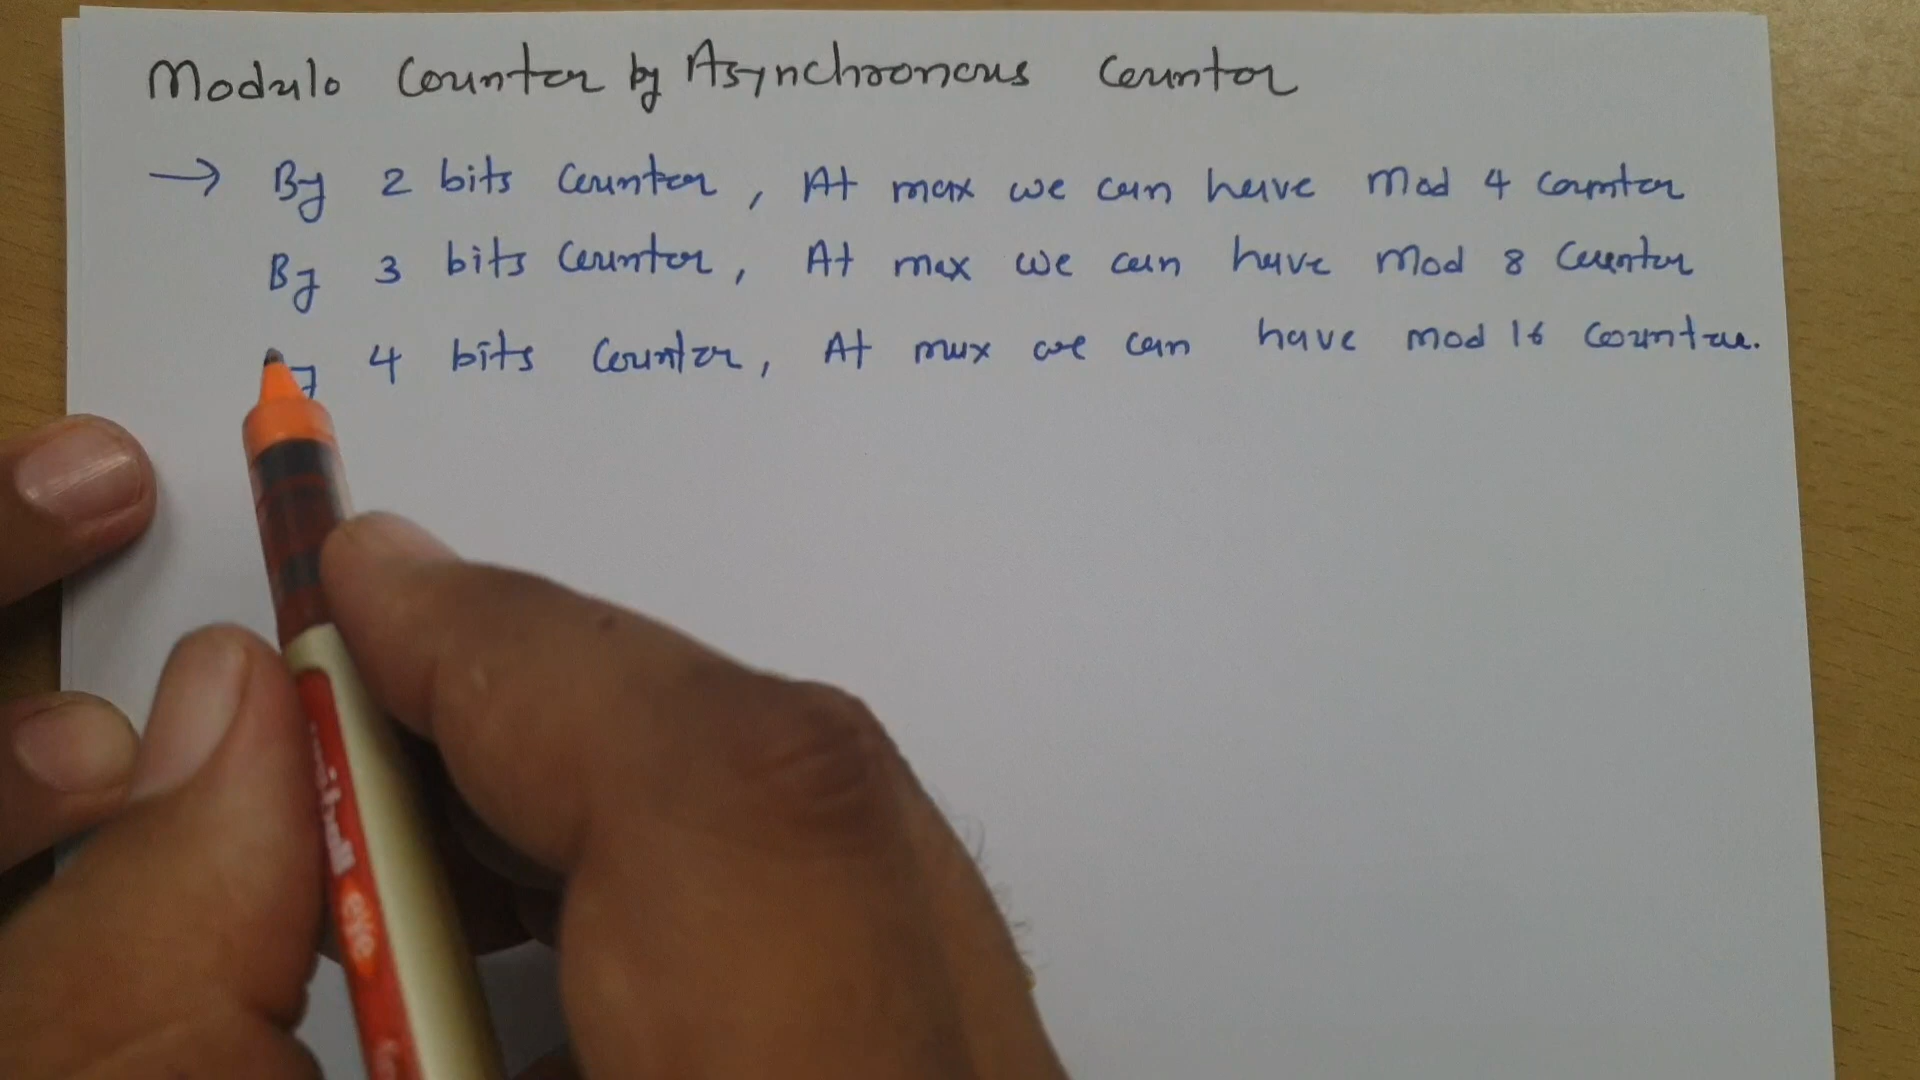 Modulo Counter by Asynchronous Counter
→ By 2 bits Counter, At max we can have Mod 4 Counter
By 3 bits Counter, At max we can have Mod 8 Counter
4 bits Counter, At max we can have mod 16 Counter.
uniball eye